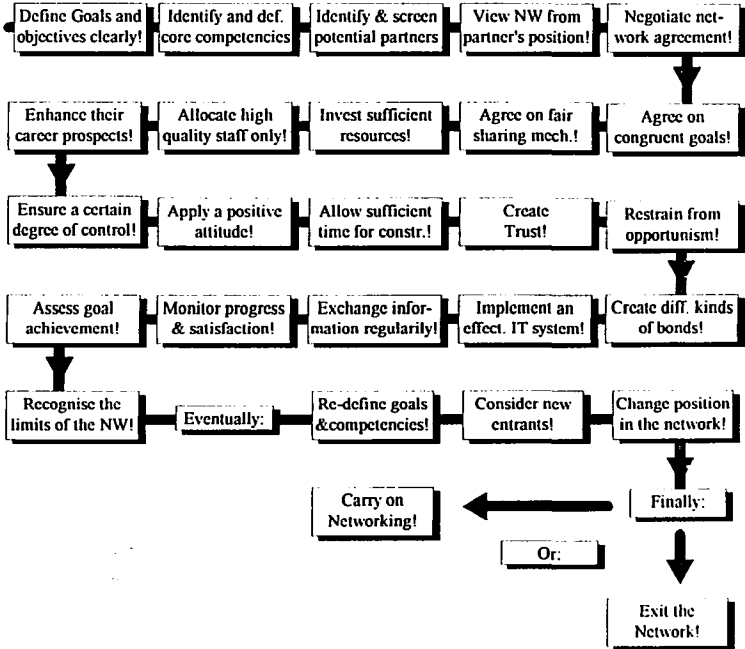 Define Goals and
objectives clearly!
Identify and def.
core competencies
Identify & screen
potential partners
View NW from
partner's position!
Negotiate net-
work agreement!
Enhance their
career prospects!
Allocate high
quality staff only!
Invest sufficient
resources!
Agree on fair
sharing mech.!
Agree on
congruent goals!
Ensure a certain
degree of control!
Apply a positive
attitude!
Allow sufficient
time for constr.!
Create
Trust!
Restrain from
opportunism!
Assess goal
achievement!
Monitor progress
& satisfaction!
Exchange infor-
mation regularily!
Implement an
effect. IT system!
Create diff. kinds
of bonds!
Recognise the
limits of the NW!
Eventually:
Re-define goals
&competencies!
Consider new
entrants!
Change position
in the network!
Carry on
Networking!
Finally:
Or:
Exit the
Network!